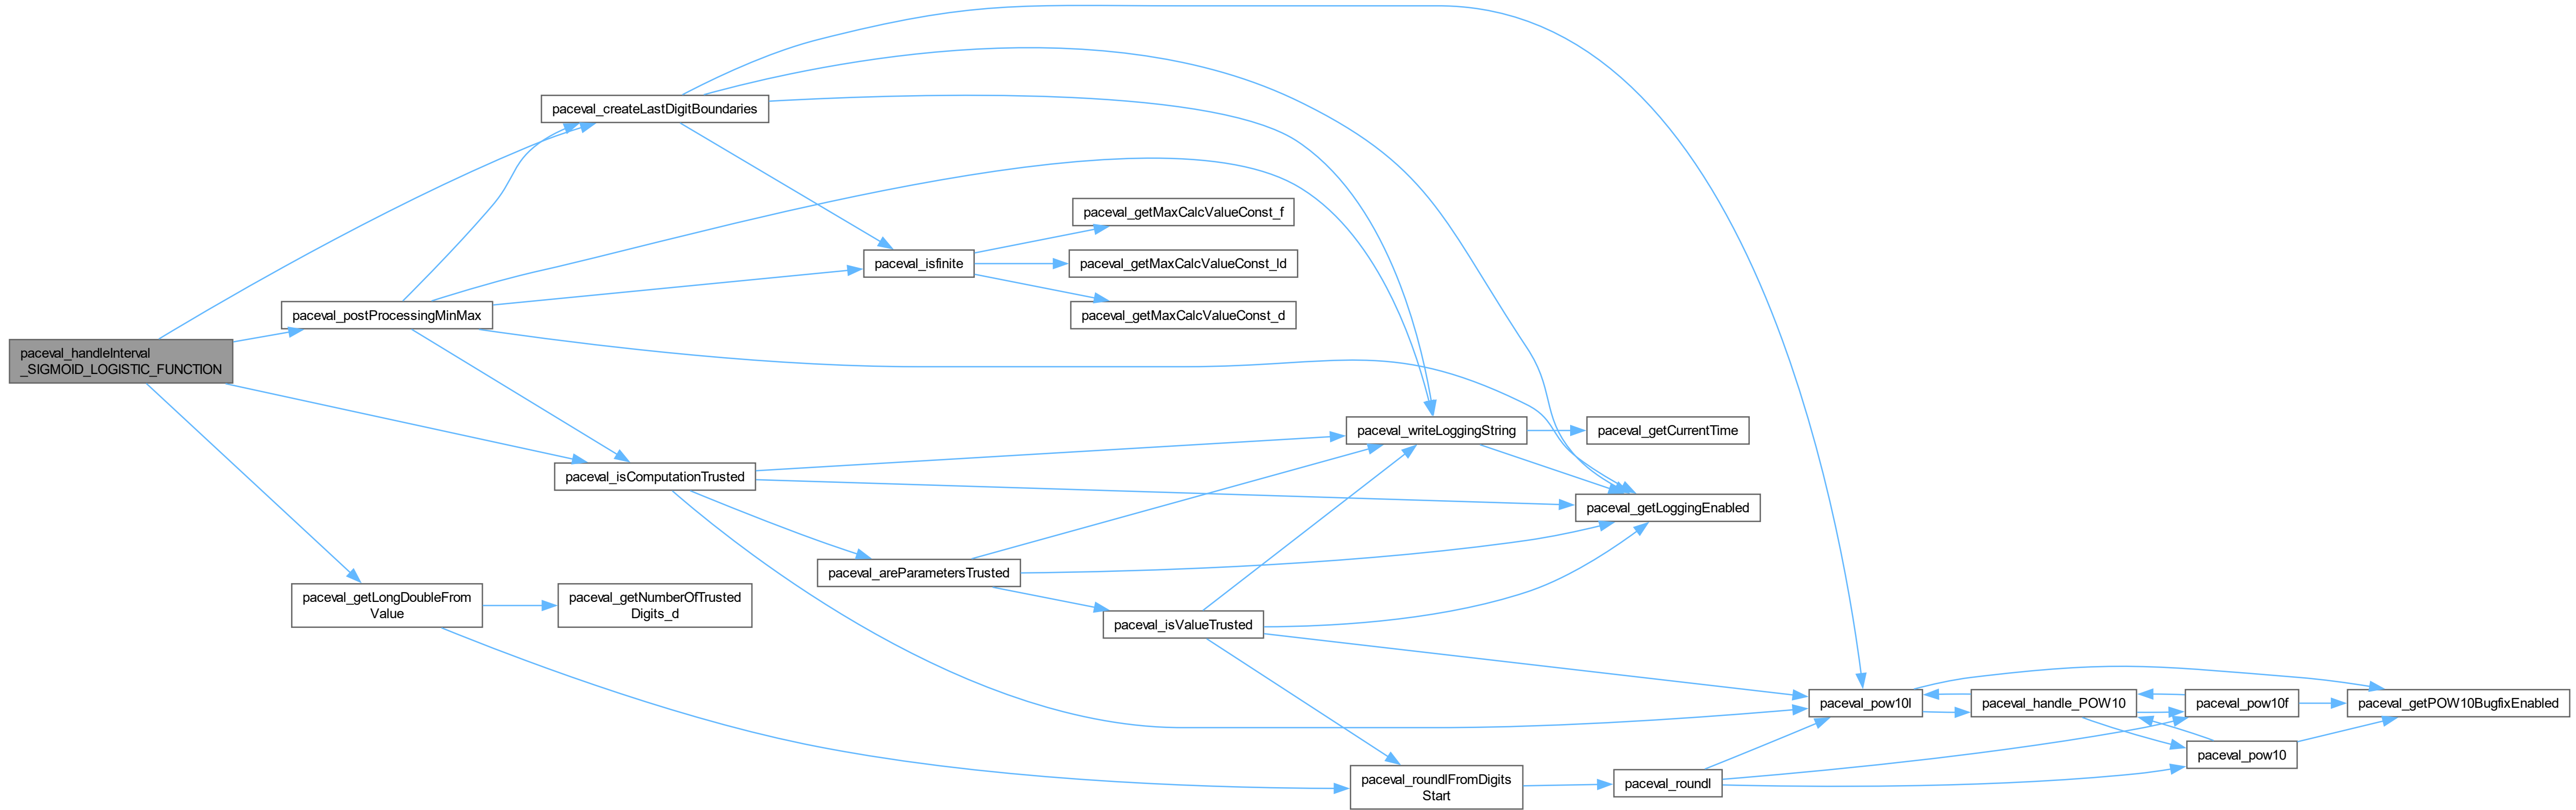 paceval_createLastDigitBoundaries
paceval_getMaxCalcValueConst_f
paceval_isfinite
paceval_getMaxCalcValueConst_ld
paceval_postProcessingMinMax
paceval_getMaxCalcValueConst_d
paceval_handleInterval
_SIGMOID_LOGISTIC_FUNCTION
paceval_writeLoggingString
paceval_getCurrentTime
paceval_isComputationTrusted
paceval_getLoggingEnabled
paceval_areParametersTrusted
paceval_getLongDoubleFrom
Value
paceval_getNumberOfTrusted
Digits_d
paceval_isValueTrusted
paceval_pow10l
paceval_handle_POW10
paceval_pow10f
paceval_getPOW10BugfixEnabled
paceval_pow10
paceval_roundlFromDigits
Start
paceval_roundl